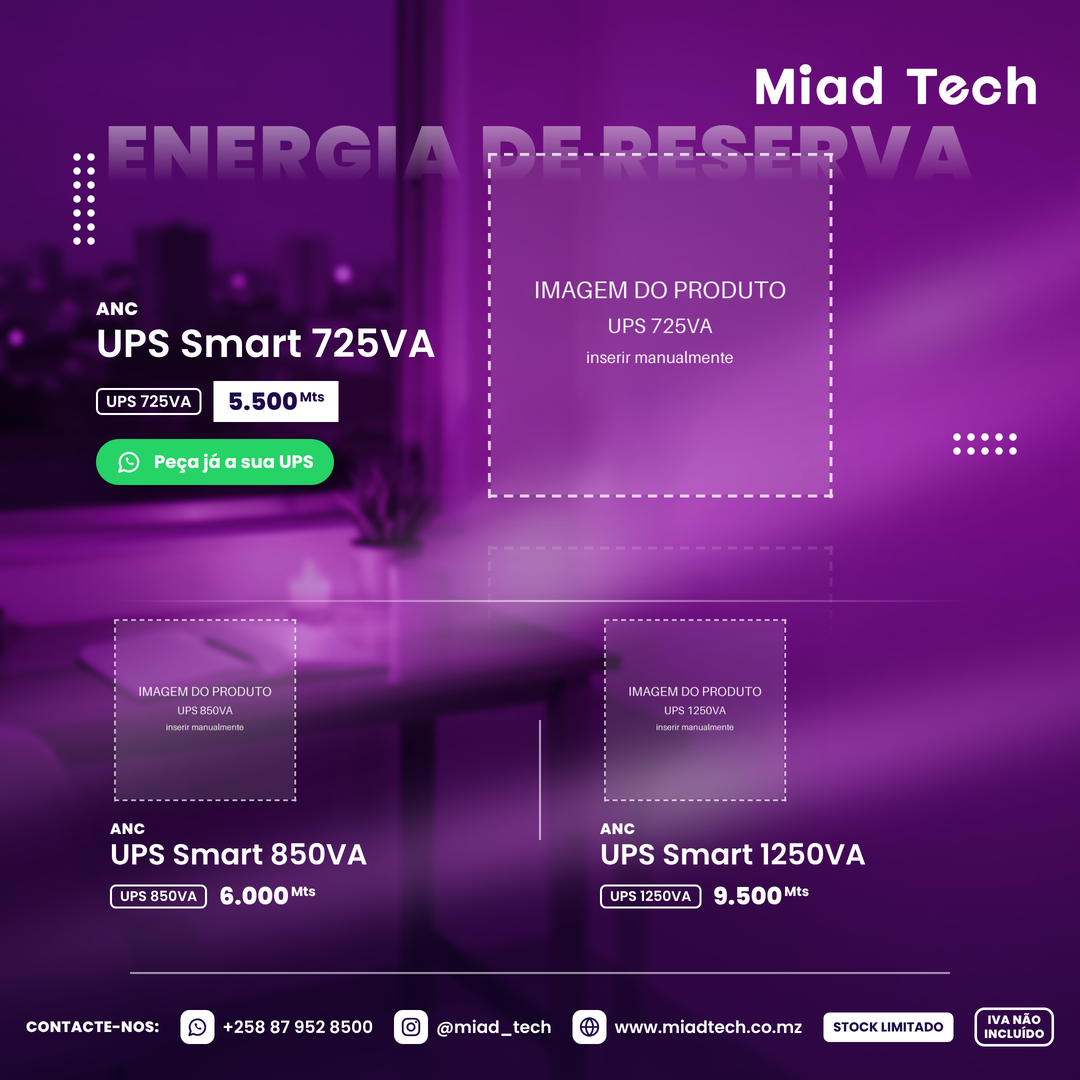 Miad Tech
ENERGIA DE RESERVA
IMAGEM DO PRODUTO
UPS 725VA
inserir manualmente
ANC
UPS Smart 725VA
UPS 725VA 5.500 Mts
Peça já a sua UPS
IMAGEM DO PRODUTO
UPS 850VA
inserir manualmente
ANC
UPS Smart 850VA
UPS 850VA 6.000 Mts
IMAGEM DO PRODUTO
UPS 1250VA
inserir manualmente
ANC
UPS Smart 1250VA
UPS 1250VA 9.500 Mts
CONTACTE-NOS: +258 87 952 8500 @miad_tech www.miadtech.co.mz STOCK LIMITADO
IVA NÃO
INCLUÍDO